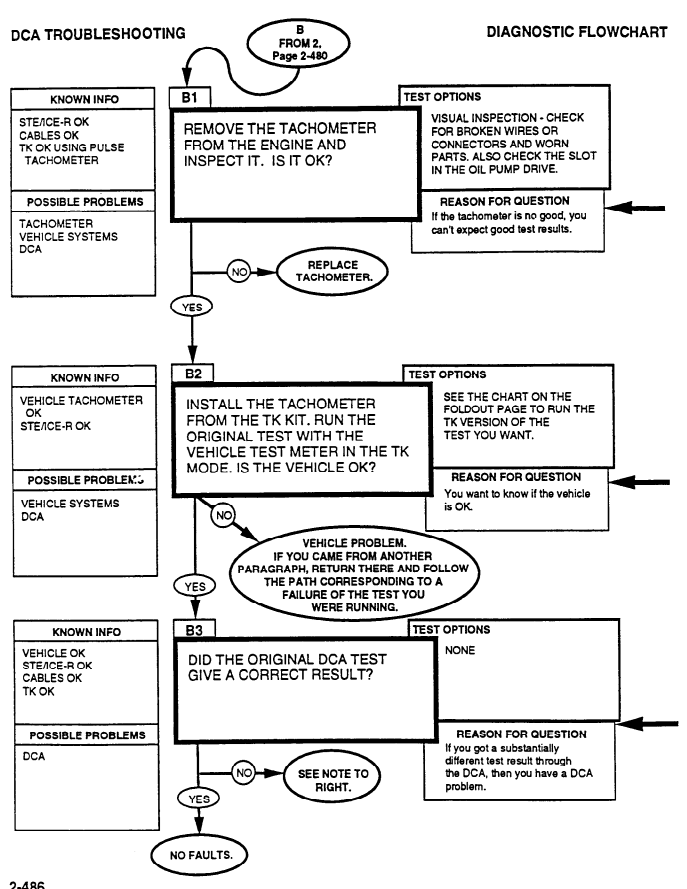 DCA TROUBLESHOOTING
DIAGNOSTIC FLOWCHART
B
FROM 2,
Page 2-480
KNOWN INFO
STE/ICE-R OK
CABLES OK
TK OK USING PULSE
TACHOMETER
POSSIBLE PROBLEMS
TACHOMETER
VEHICLE SYSTEMS
DCA
B1
REMOVE THE TACHOMETER
FROM THE ENGINE AND
INSPECT IT. IS IT OK?
TEST OPTIONS
VISUAL INSPECTION - CHECK
FOR BROKEN WIRES OR
CONNECTORS AND WORN
PARTS. ALSO CHECK THE SLOT
IN THE OIL PUMP DRIVE.
REASON FOR QUESTION
If the tachometer is no good, you
can't expect good test results.
NO
REPLACE
TACHOMETER.
YES
KNOWN INFO
VEHICLE TACHOMETER
OK
STE/ICE-R OK
POSSIBLE PROBLEMS
VEHICLE SYSTEMS
DCA
B2
INSTALL THE TACHOMETER
FROM THE TK KIT. RUN THE
ORIGINAL TEST WITH THE
VEHICLE TEST METER IN THE TK
MODE. IS THE VEHICLE OK?
TEST OPTIONS
SEE THE CHART ON THE
FOLDOUT PAGE TO RUN THE
TK VERSION OF THE
TEST YOU WANT.
REASON FOR QUESTION
You want to know if the vehicle
is OK.
NO
VEHICLE PROBLEM.
IF YOU CAME FROM ANOTHER
PARAGRAPH, RETURN THERE AND FOLLOW
THE PATH CORRESPONDING TO A
FAILURE OF THE TEST YOU
WERE RUNNING.
YES
KNOWN INFO
VEHICLE OK
STE/ICE-R OK
CABLES OK
TK OK
POSSIBLE PROBLEMS
DCA
B3
DID THE ORIGINAL DCA TEST
GIVE A CORRECT RESULT?
TEST OPTIONS
NONE
REASON FOR QUESTION
If you got a substantially
different test result through
the DCA, then you have a DCA
problem.
NO
SEE NOTE TO
RIGHT.
YES
NO FAULTS.
2-486